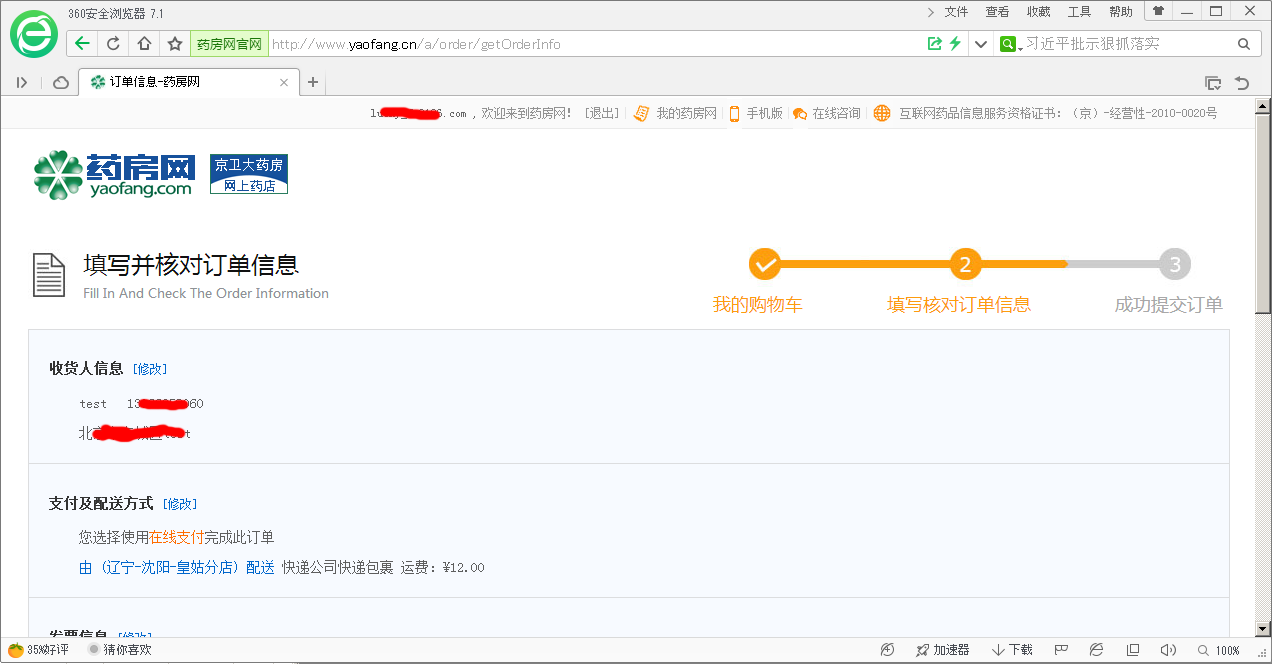 360安全浏览器 7.1
文件 查看 收藏 工具 帮助
药房网官网 http://www.yaofang.cn/a/order/getOrderInfo
习近平批示狠抓落实
订单信息-药房网
.com , 欢迎来到药房网! [退出] 我的药房网 手机版 在线咨询 互联网药品信息服务资格证书:(京)-经营性-2010-0020号
药房网
yaofang.com
京卫大药房
网上药店
填写并核对订单信息
Fill In And Check The Order Information
2 3
我的购物车 填写核对订单信息 成功提交订单
收货人信息 [修改]
test
支付及配送方式 [修改]
您选择使用在线支付完成此订单
由(辽宁-沈阳-皇姑分店)配送 快递公司快递包裹 运费:¥12.00
发票信息 [修改]
35%好评 猜你喜欢 加速器 下载 100%